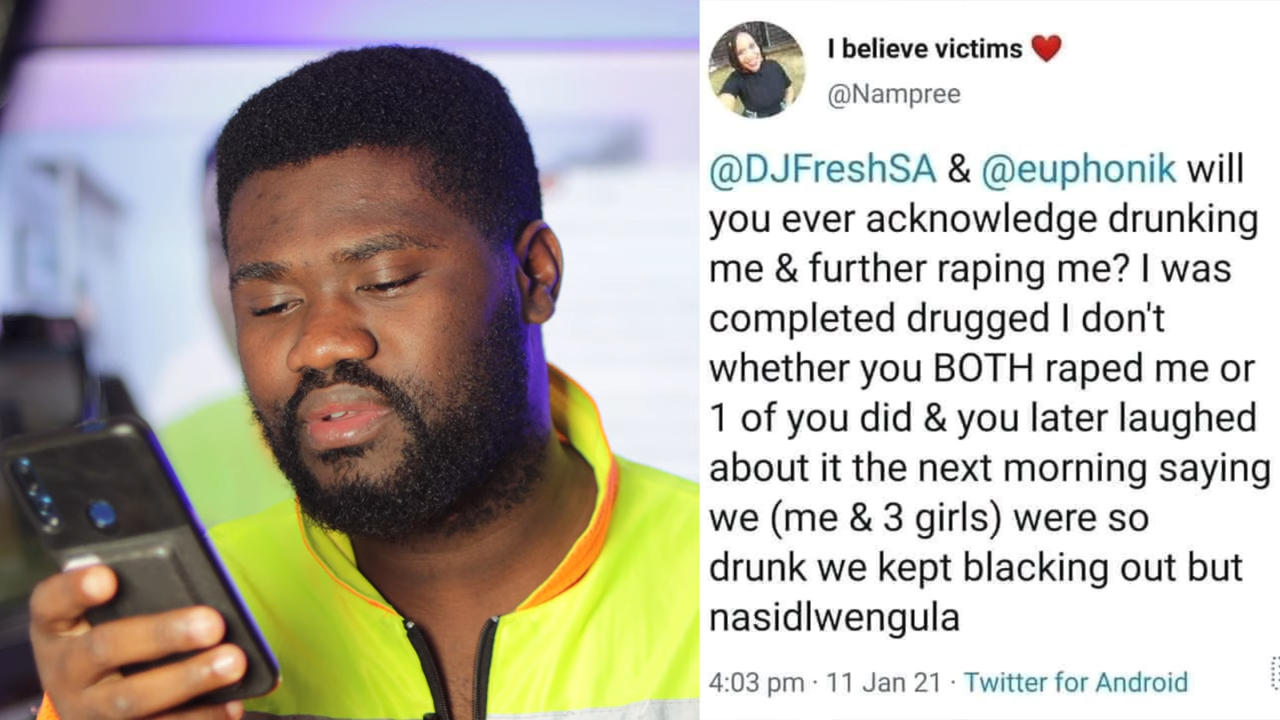 I believe victims ❤️
@Nampree
@DJFreshSA & @euphonik will
you ever acknowledge drunking
me & further raping me? I was
completed drugged I don't
whether you BOTH raped me or
1 of you did & you later laughed
about it the next morning saying
we (me & 3 girls) were so
drunk we kept blacking out but
nasidlwengula
4:03 pm · 11 Jan 21 · Twitter for Android